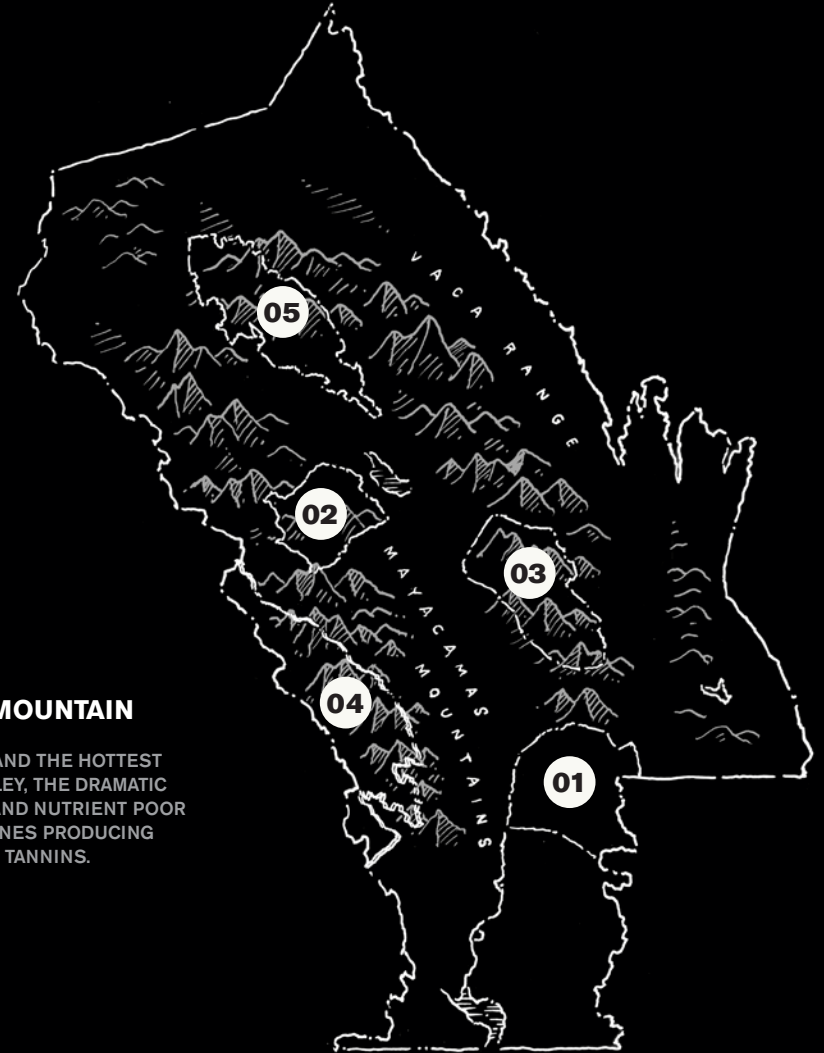 VACA RANGE
05
02
03
MAYACAMAS
MOUNTAINS
04
01
MOUNTAIN
AND THE HOTTEST
LEY, THE DRAMATIC
AND NUTRIENT POOR
NES PRODUCING
TANNINS.